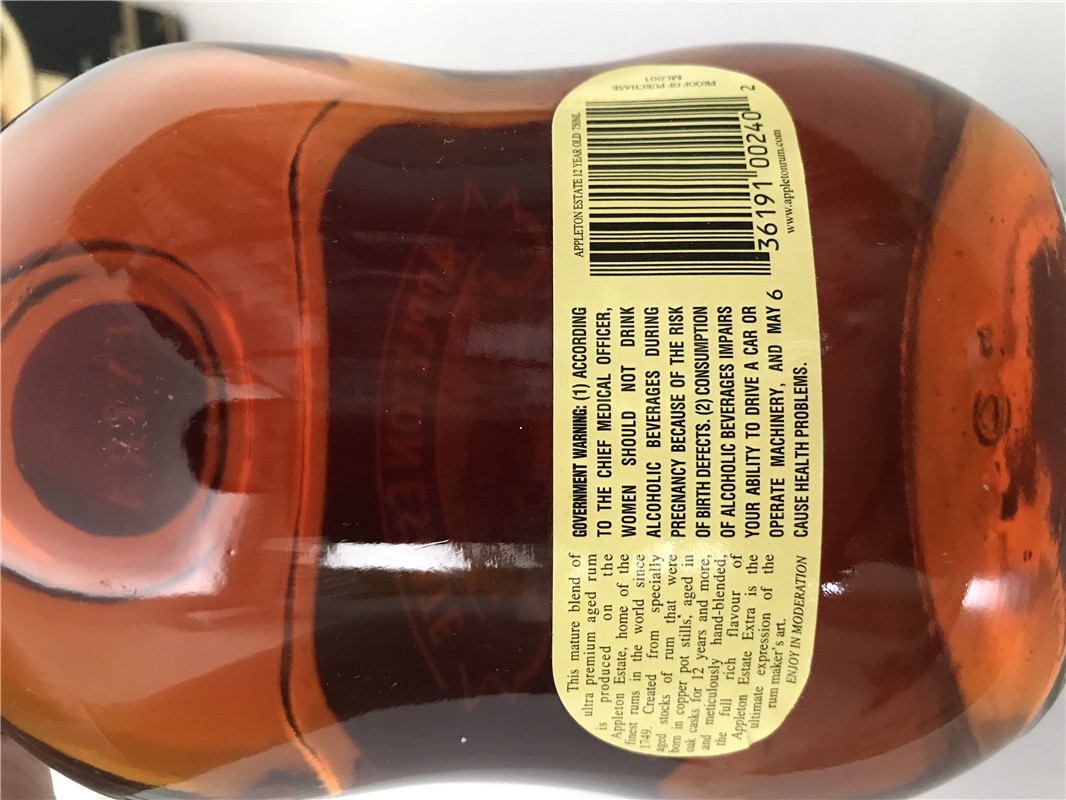 This mature blend of
ultra premium aged rum
is produced on the
Appleton Estate, home of the
finest rums in the world since
1749. Created from specially
aged stocks of rum that were
born in copper pot stills, aged in
oak casks for 12 years and more,
and meticulously hand-blended,
the full rich flavour of
Appleton Estate Extra is the
ultimate expression of the
rum maker's art.
ENJOY IN MODERATION
GOVERNMENT WARNING: (1) ACCORDING
TO THE CHIEF MEDICAL OFFICER,
WOMEN SHOULD NOT DRINK
ALCOHOLIC BEVERAGES DURING
PREGNANCY BECAUSE OF THE RISK
OF BIRTH DEFECTS. (2) CONSUMPTION
OF ALCOHOLIC BEVERAGES IMPAIRS
YOUR ABILITY TO DRIVE A CAR OR
OPERATE MACHINERY, AND MAY
CAUSE HEALTH PROBLEMS.
APPLETON ESTATE 12 YEAR OLD 750ML
6 36191 00240 2
www.appletonrum.com
PROOF OF PURCHASE
ML001
APPLETON ESTATE